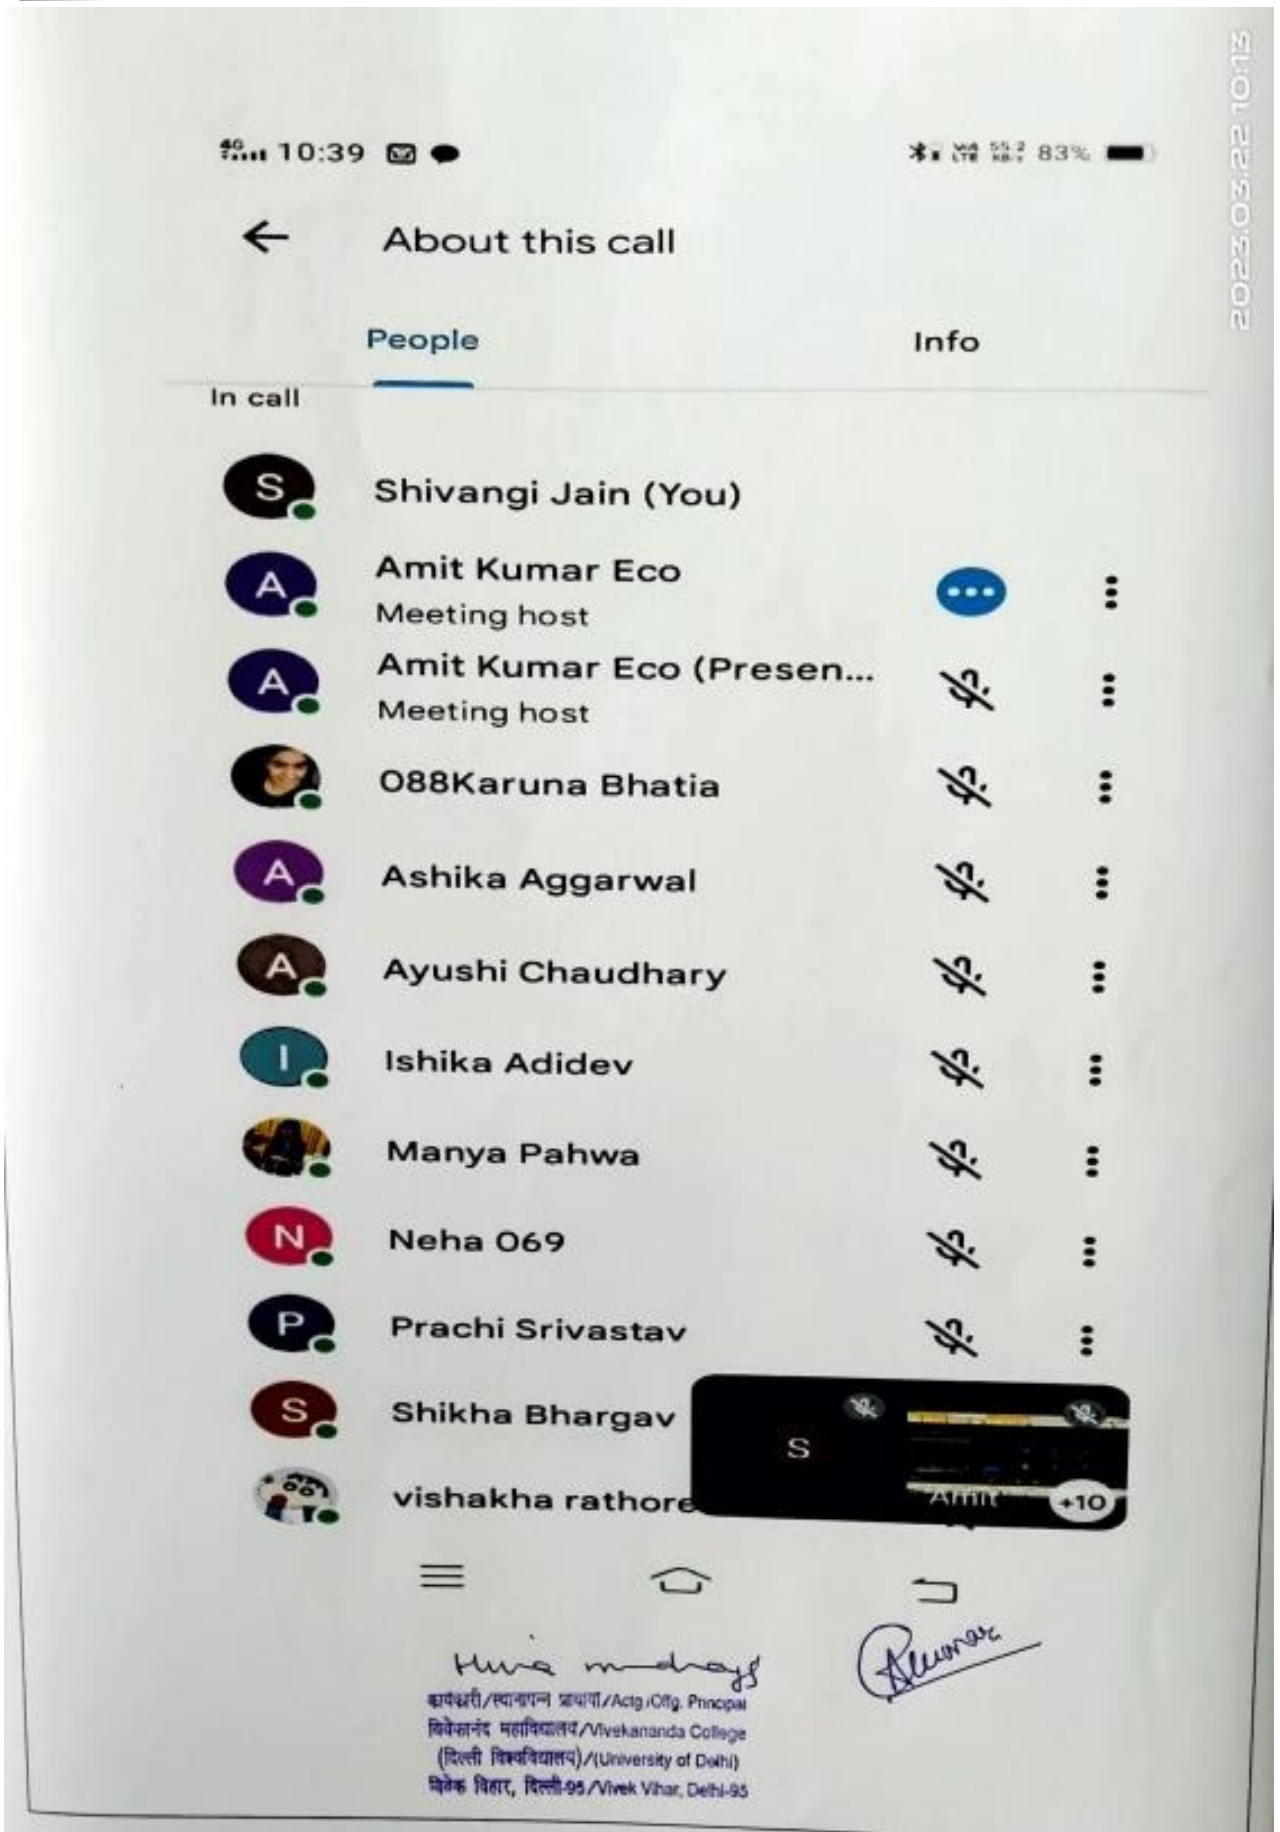 2023.03.22 10:13
4G 10:39 83%
About this call
People Info
In call
S Shivangi Jain (You)
A Amit Kumar Eco
Meeting host
A Amit Kumar Eco (Presen...
Meeting host
088Karuna Bhatia
A Ashika Aggarwal
A Ayushi Chaudhary
I Ishika Adidev
Manya Pahwa
N Neha 069
P Prachi Srivastav
S Shikha Bhargav
S
vishakha rathore
Amit +10
कार्यकारी/स्थानापन्न प्राचार्या/Actg./Offg. Principal
विवेकानंद महाविद्यालय/Vivekananda College
(दिल्ली विश्वविद्यालय)/(University of Delhi)
विवेक विहार, दिल्ली-95/Vivek Vihar, Delhi-95